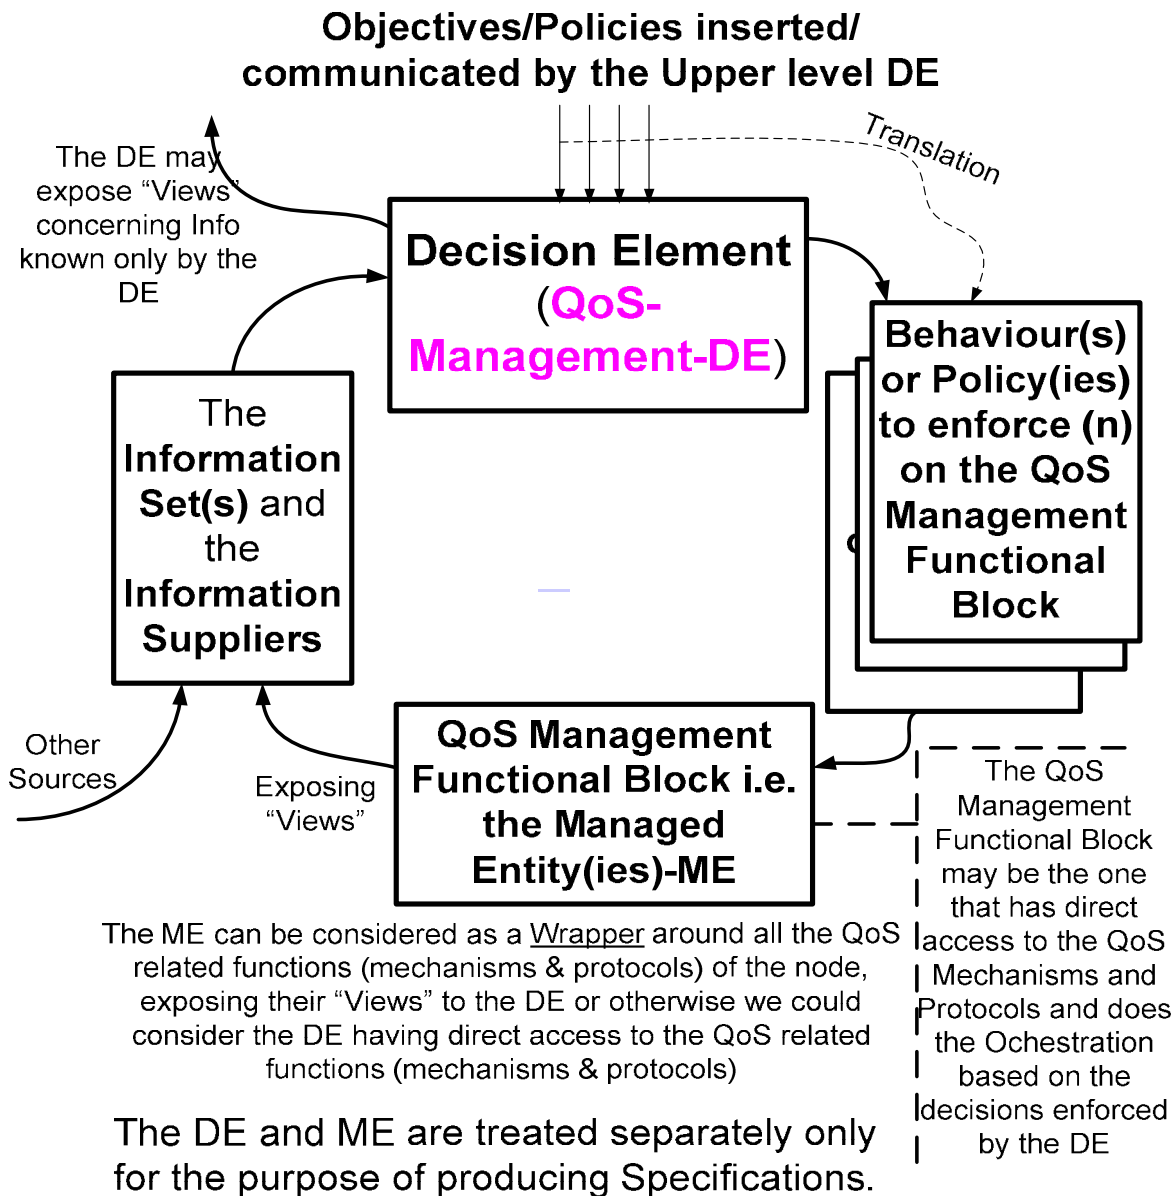 Objectives/Policies inserted/
communicated by the Upper level DE
Translation
The DE may
expose “Views”
concerning Info
known only by the
DE
Decision Element
(QoS-
Management-DE)
Behaviour(s)
or Policy(ies)
to enforce (n)
on the QoS
Management
Functional
Block
The
Information
Set(s) and
the
Information
Suppliers
Other
Sources
Exposing
“Views”
QoS Management
Functional Block i.e.
the Managed
Entity(ies)-ME
The QoS
Management
Functional Block
may be the one
that has direct
access to the QoS
Mechanisms and
Protocols and does
the Ochestration
based on the
decisions enforced
by the DE
The ME can be considered as a Wrapper around all the QoS
related functions (mechanisms & protocols) of the node,
exposing their “Views” to the DE or otherwise we could
consider the DE having direct access to the QoS related
functions (mechanisms & protocols)
The DE and ME are treated separately only
for the purpose of producing Specifications.